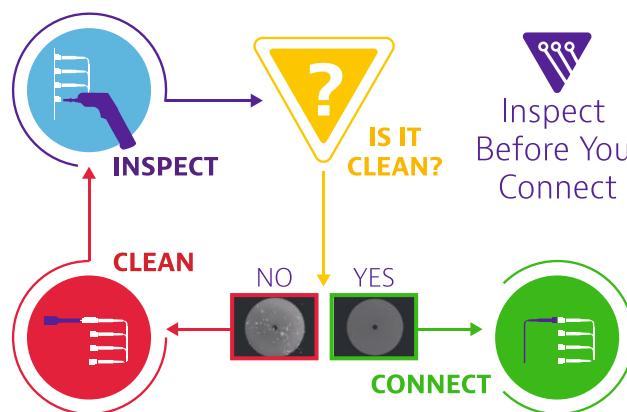 ?
INSPECT
IS IT
CLEAN?
Inspect
Before You
Connect
CLEAN
NO
YES
CONNECT